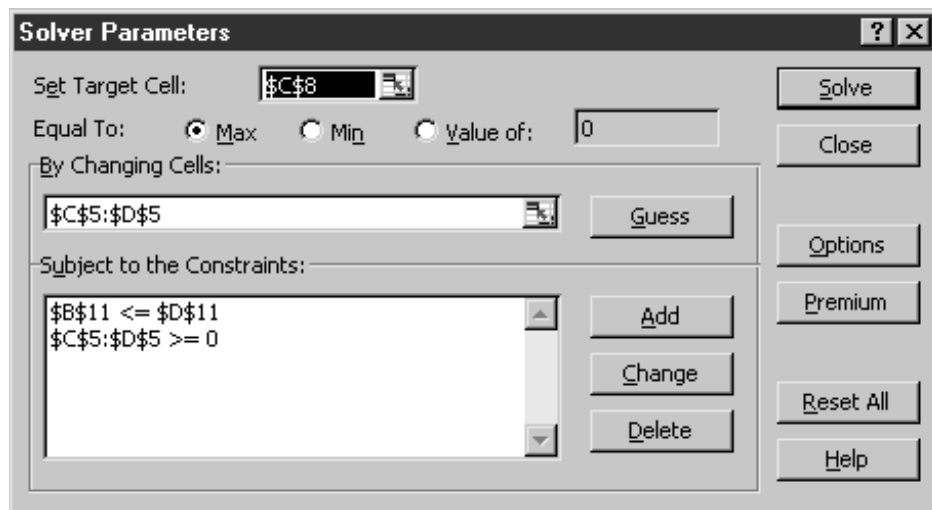 Solver Parameters ? X
Set Target Cell: $C$8 Solve
Equal To: Max Min Value of: 0
Close
By Changing Cells:
$C$5:$D$5 Guess
Options
Subject to the Constraints:
$B$11 <= $D$11 Add Premium
$C$5:$D$5 >= 0
Change
Reset All
Delete
Help